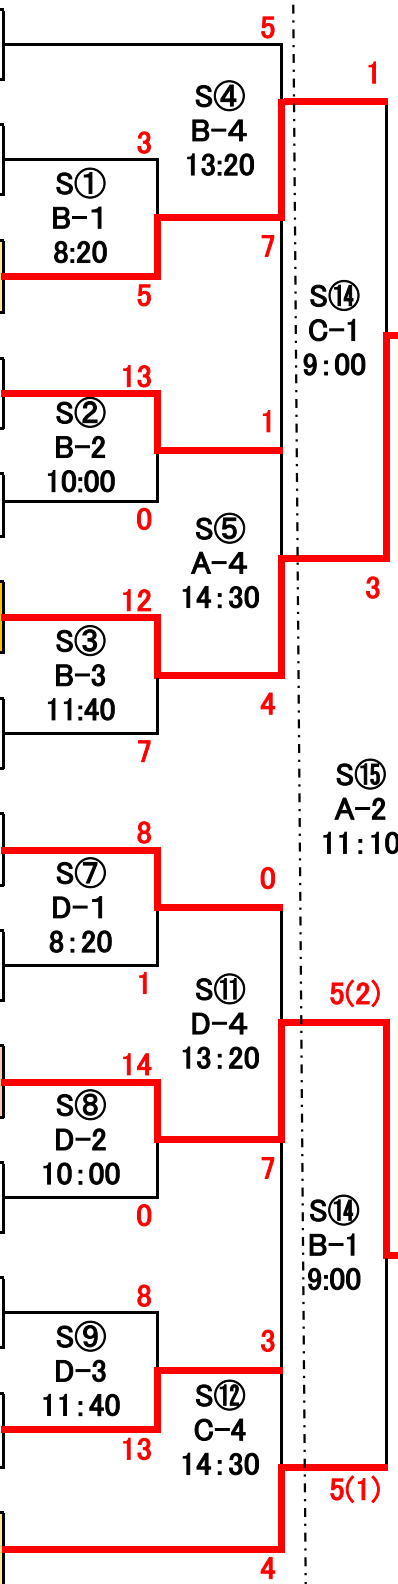 5
S④
B-4
13:20
1
3
S①
B-1
8:20
7
5
S⑭
C-1
9:00
13
S②
B-2
10:00
1
0
S⑤
A-4
14:30
12
3
S③
B-3
11:40
4
7
S⑮
A-2
11:10
8
S⑦
D-1
8:20
0
1
S⑪
D-4
13:20
5(2)
14
S⑧
D-2
10:00
7
0
S⑭
B-1
9:00
8
S⑨
D-3
11:40
3
S⑫
C-4
14:30
13
5(1)
4